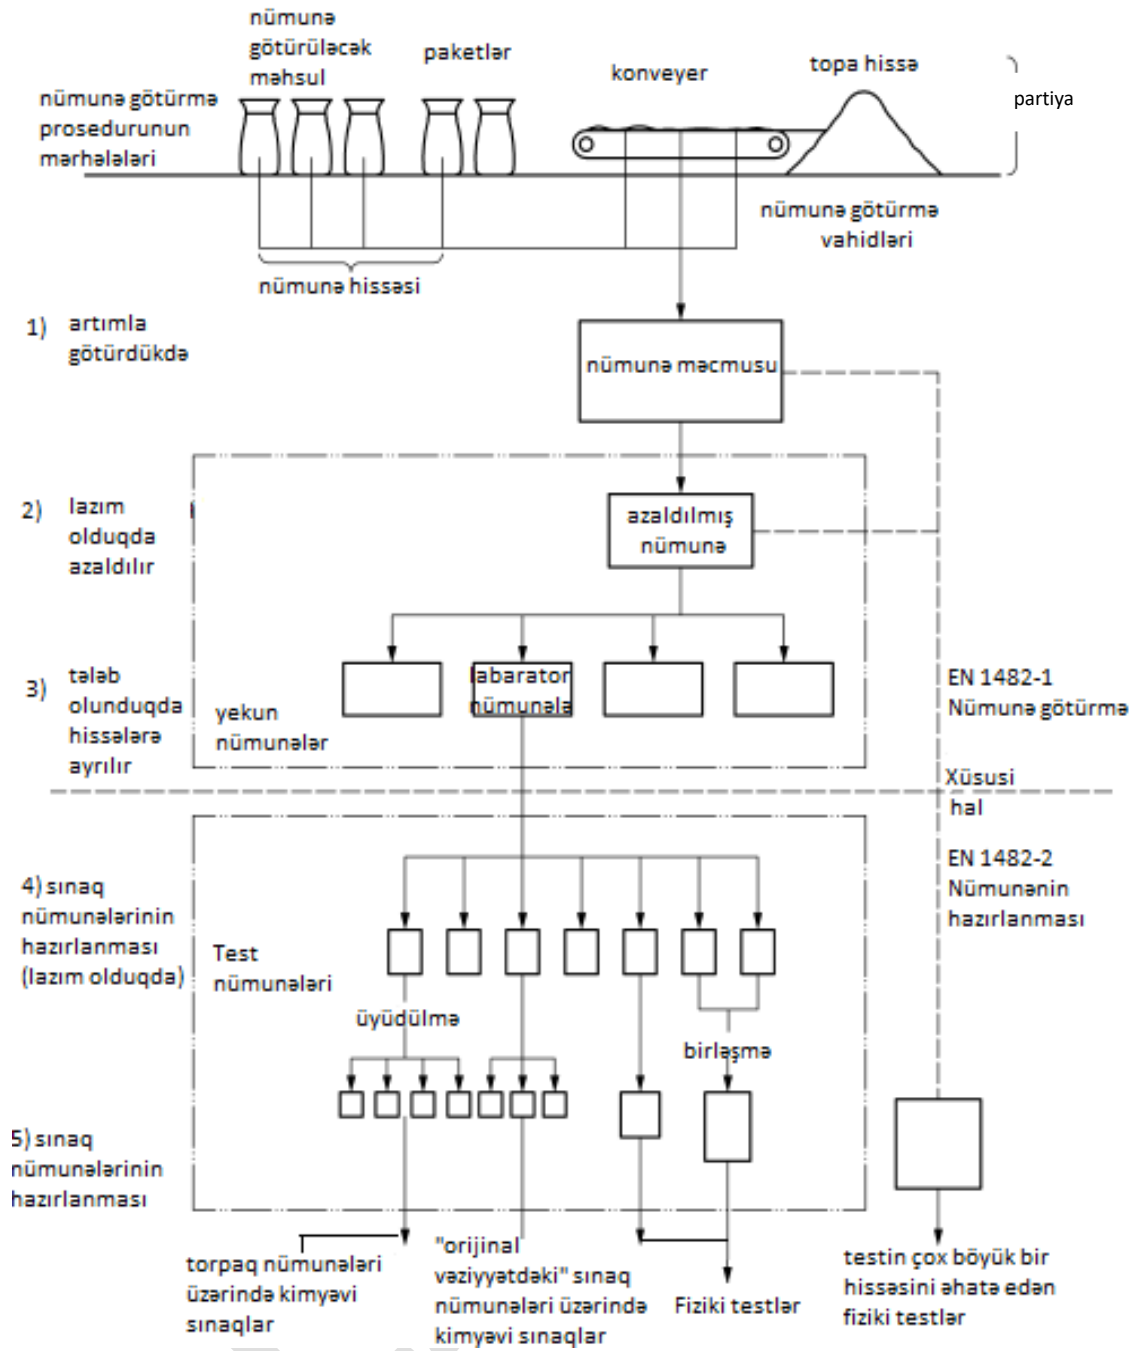 nümunə
götürüləcək
məhsul
paketlər
konveyer
topa hissə
partiya
nümunə götürmə
prosedurunun
mərhələləri
nümunə götürmə
vahidləri
nümunə hissəsi
1) artımla
götürdükdə
nümunə məcmusu
2) lazım
olduqda
azaldılır
azaldılmış
nümunə
3) tələb
olunduqda
hissələrə
ayrılır
labarator
nümunələ
yekun
nümunələr
EN 1482-1
Nümunə götürmə
Xüsusi
hal
EN 1482-2
Nümunənin
hazırlanması
4) sınaq
nümunələrinin
hazırlanması
(lazım olduqda)
Test
nümunələri
üyüdülmə
birləşmə
5) sınaq
nümunələrinin
hazırlanması
torpaq nümunələri
üzərində kimyəvi
sınaqlar
"orijinal
vəziyyətdəki" sınaq
nümunələri üzərində
kimyəvi sınaqlar
Fiziki testlər
testin çox böyük bir
hissəsini əhatə edən
fiziki testlər